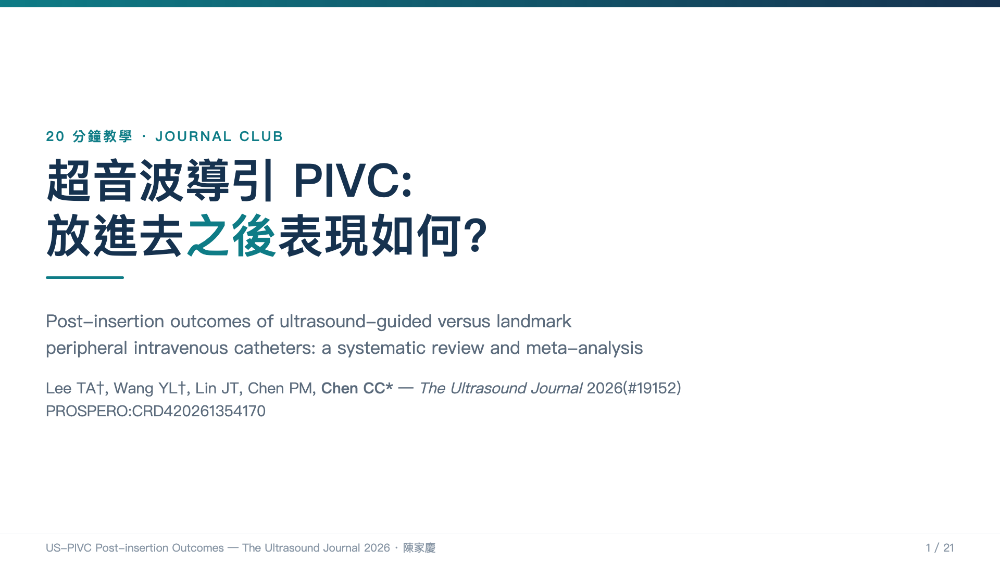 20 分鐘教學 · JOURNAL CLUB
超音波導引 PIVC:
放進去之後表現如何?
Post-insertion outcomes of ultrasound-guided versus landmark
peripheral intravenous catheters: a systematic review and meta-analysis
Lee TA†, Wang YL†, Lin JT, Chen PM, Chen CC* — The Ultrasound Journal 2026(#19152)
PROSPERO:CRD420261354170
US-PIVC Post-insertion Outcomes — The Ultrasound Journal 2026 · 陳家慶
1 / 21